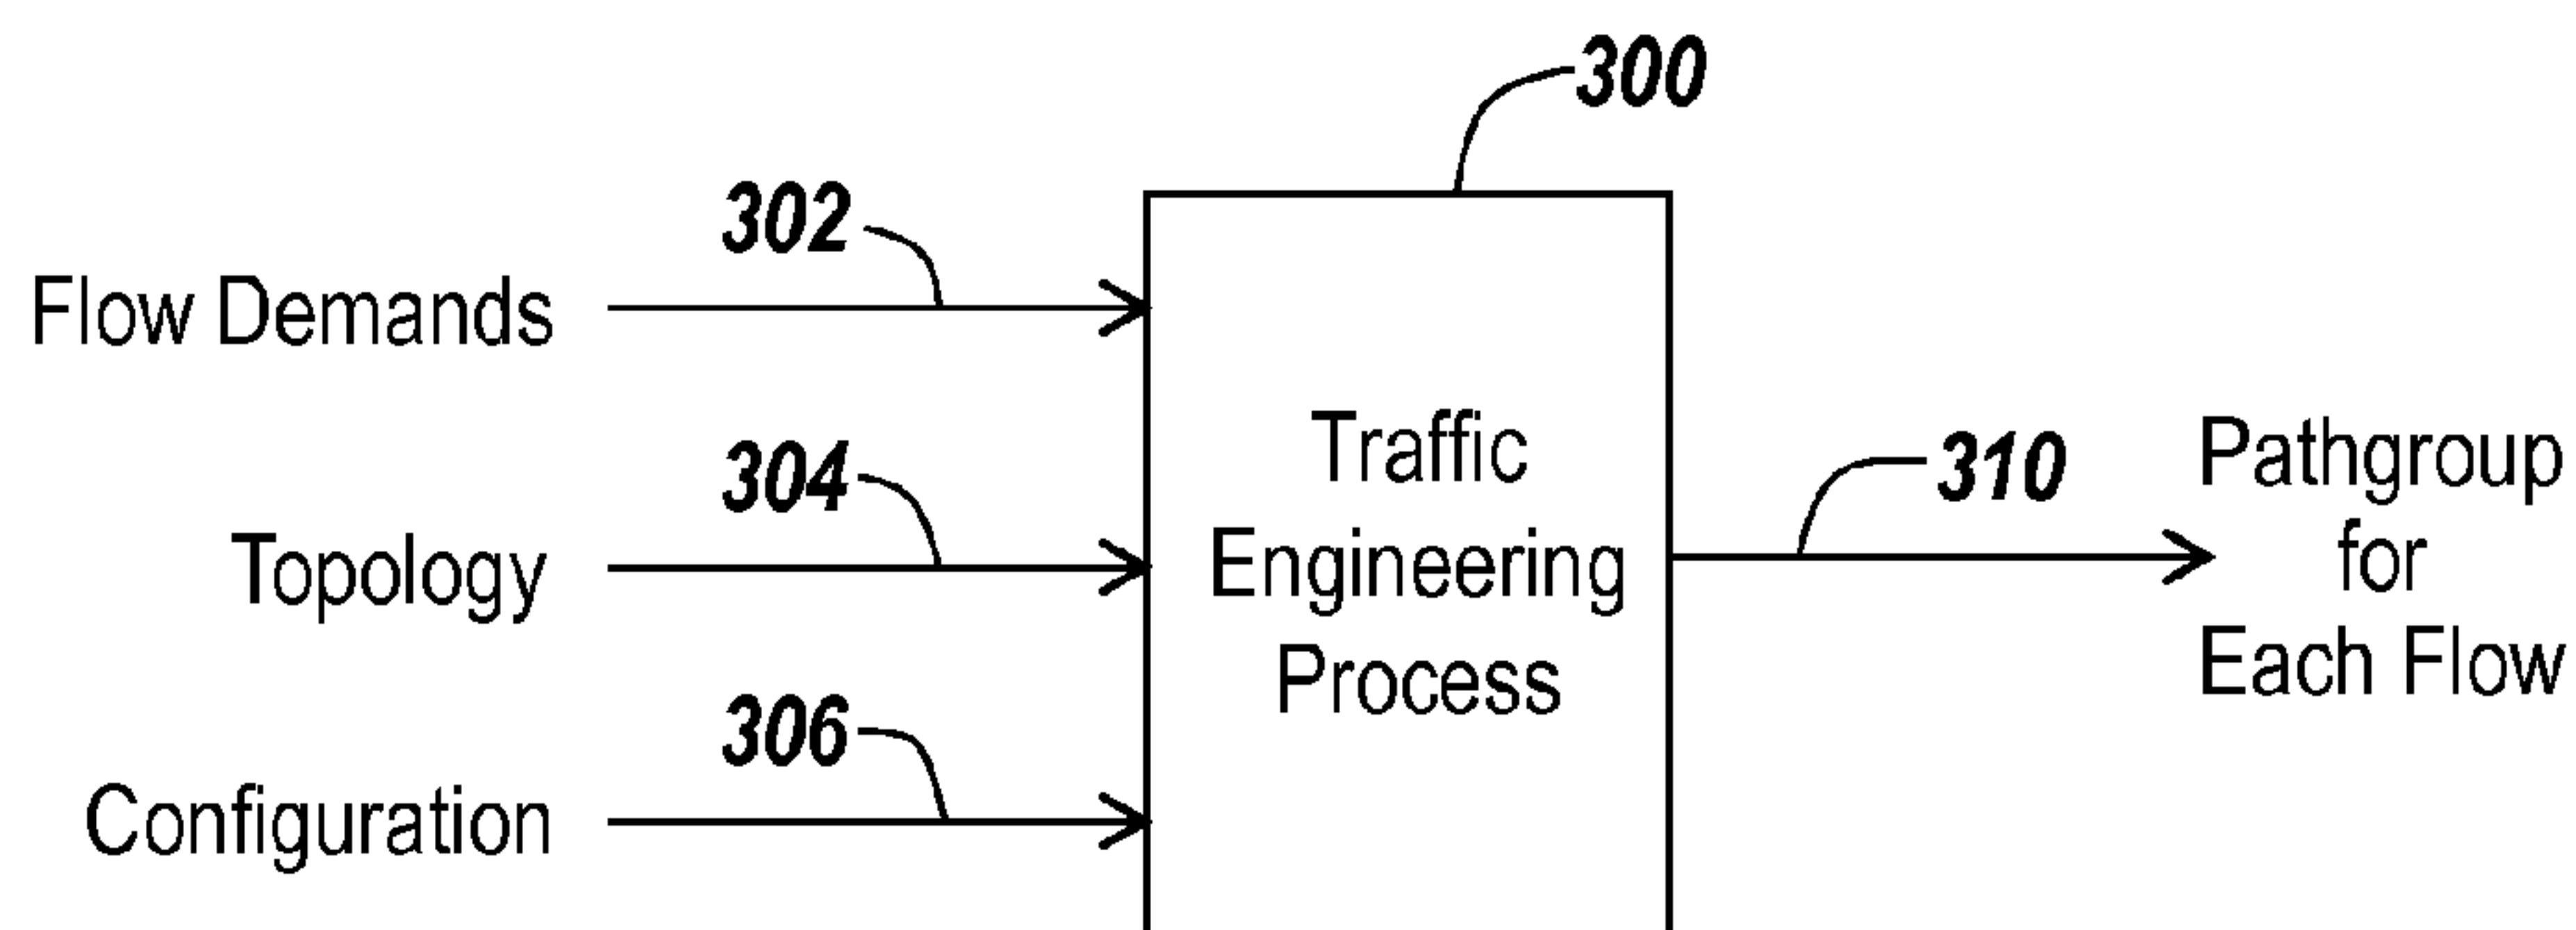 300
302
Flow Demands
304
Topology
306
Configuration
Traffic
Engineering
Process
310
Pathgroup
for
Each Flow